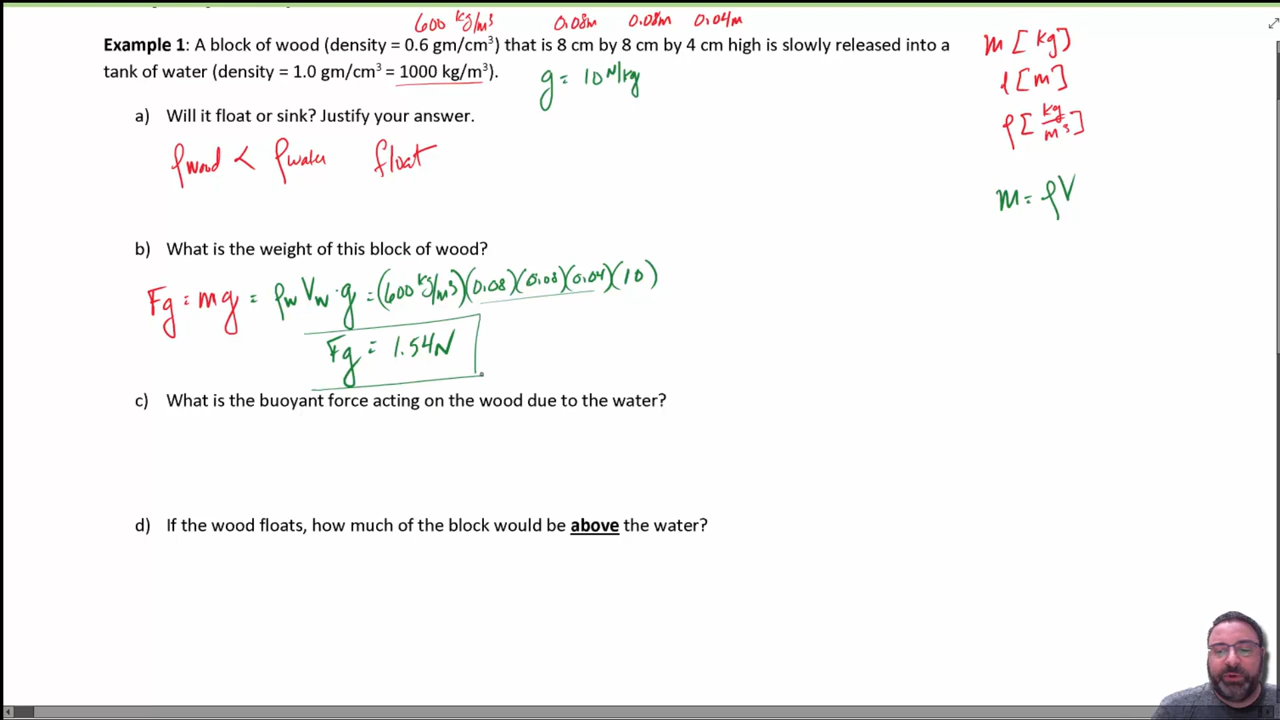 600 kg/m³ 0.08m 0.08m 0.04m
Example 1: A block of wood (density = 0.6 gm/cm³) that is 8 cm by 8 cm by 4 cm high is slowly released into a
tank of water (density = 1.0 gm/cm³ = 1000 kg/m³).
g = 10 N/kg
m [kg]
l [m]
ρ [kg/m³]
m = ρV
a) Will it float or sink? Justify your answer.
ρwood < ρwater float
b) What is the weight of this block of wood?
Fg = mg = ρw Vw · g = (600 kg/m³)(0.08)(0.08)(0.04)(10)
Fg = 1.54N
c) What is the buoyant force acting on the wood due to the water?
d) If the wood floats, how much of the block would be above the water?